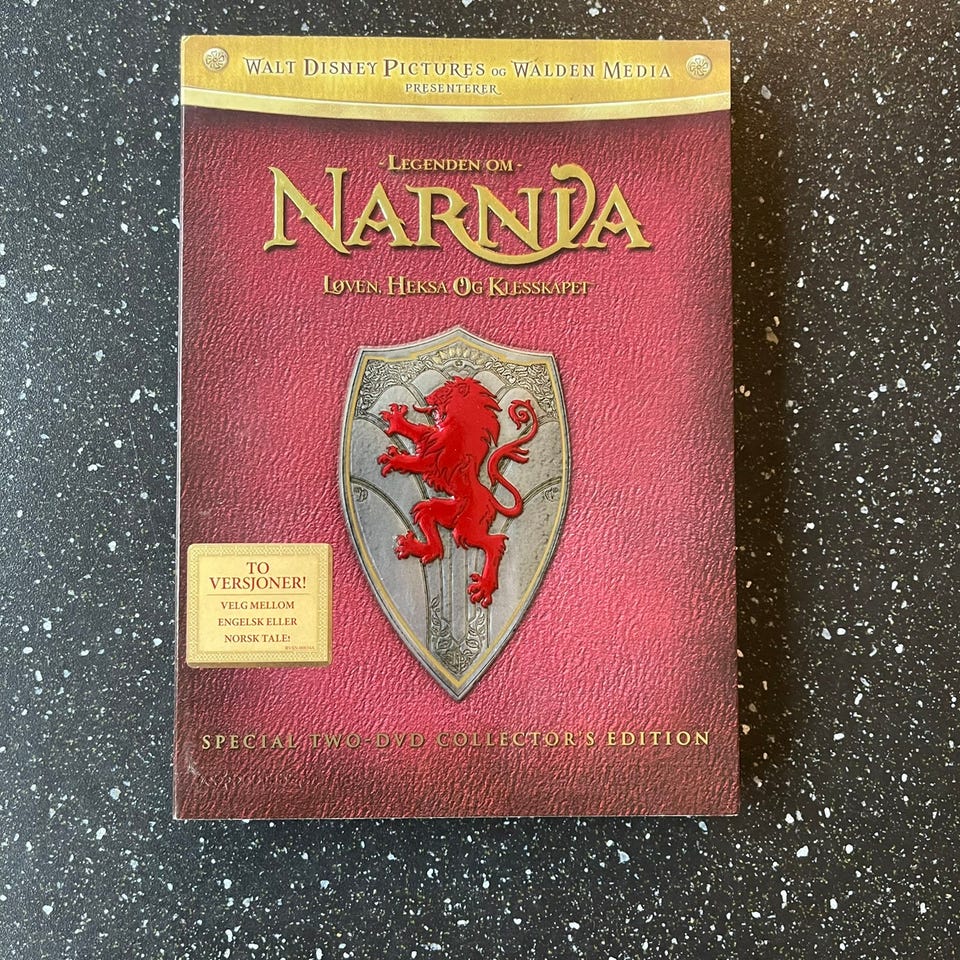 WALT DISNEY PICTURES OG WALDEN MEDIA
PRESENTERER
- LEGENDEN OM -
NARNIA
LØVEN, HEKSA OG KLESSKAPET
TO
VERSJONER!
VELG MELLOM
ENGELSK ELLER
NORSK TALE!
SPECIAL TWO-DVD COLLECTOR'S EDITION